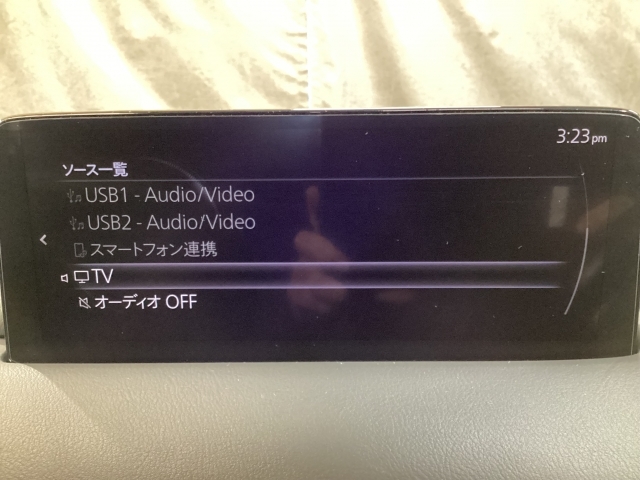 3:23pm
ソース一覧
USB1 - Audio/Video
USB2 - Audio/Video
スマートフォン連携
TV
オーディオ OFF